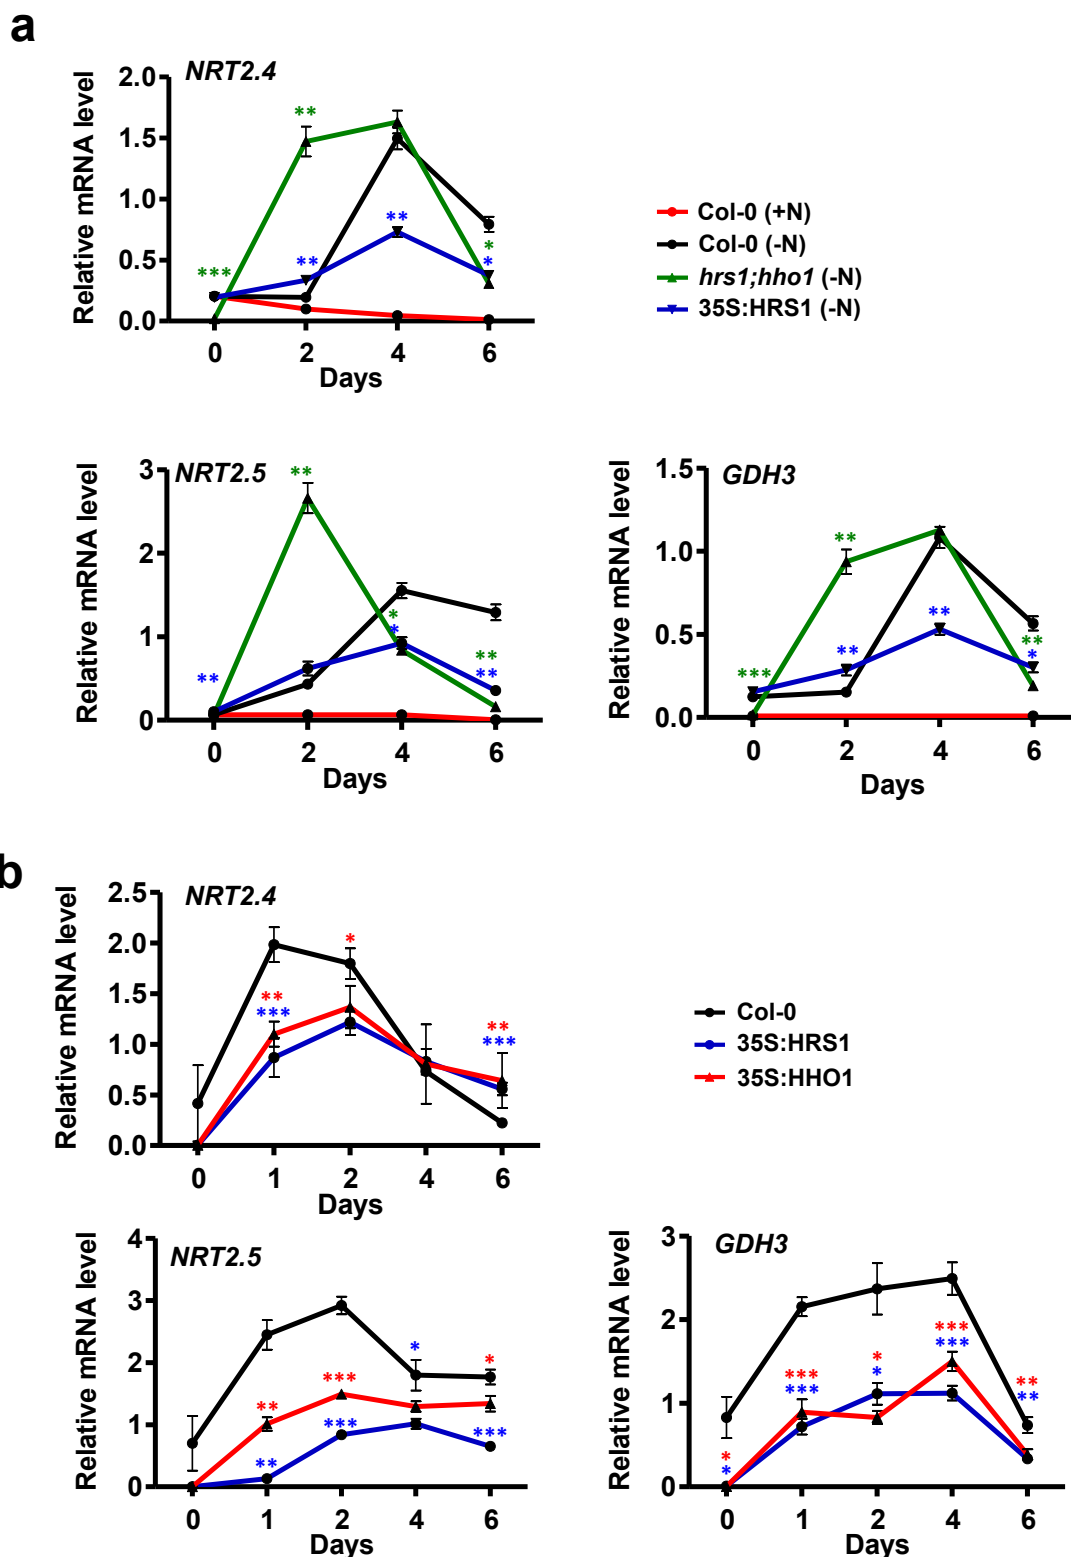 a
NRT2.4
Relative mRNA level
2.0
1.5
1.0
0.5
0.0
**
***
**
**
*
*
0 2 4 6
Days
Col-0 (+N)
Col-0 (-N)
hrs1;hho1 (-N)
35S:HRS1 (-N)
NRT2.5
Relative mRNA level
3
2
1
0
**
**
*
*
**
**
0 2 4 6
Days
GDH3
Relative mRNA level
1.5
1.0
0.5
0.0
**
***
**
**
**
*
0 2 4 6
Days
b
NRT2.4
Relative mRNA level
2.5
2.0
1.5
1.0
0.5
0.0
*
**
***
**
***
0 1 2 4 6
Days
Col-0
35S:HRS1
35S:HHO1
NRT2.5
Relative mRNA level
4
3
2
1
0
**
**
***
***
*
*
***
0 1 2 4 6
Days
GDH3
Relative mRNA level
3
2
1
0
*
*
***
***
*
*
***
***
**
**
0 1 2 4 6
Days